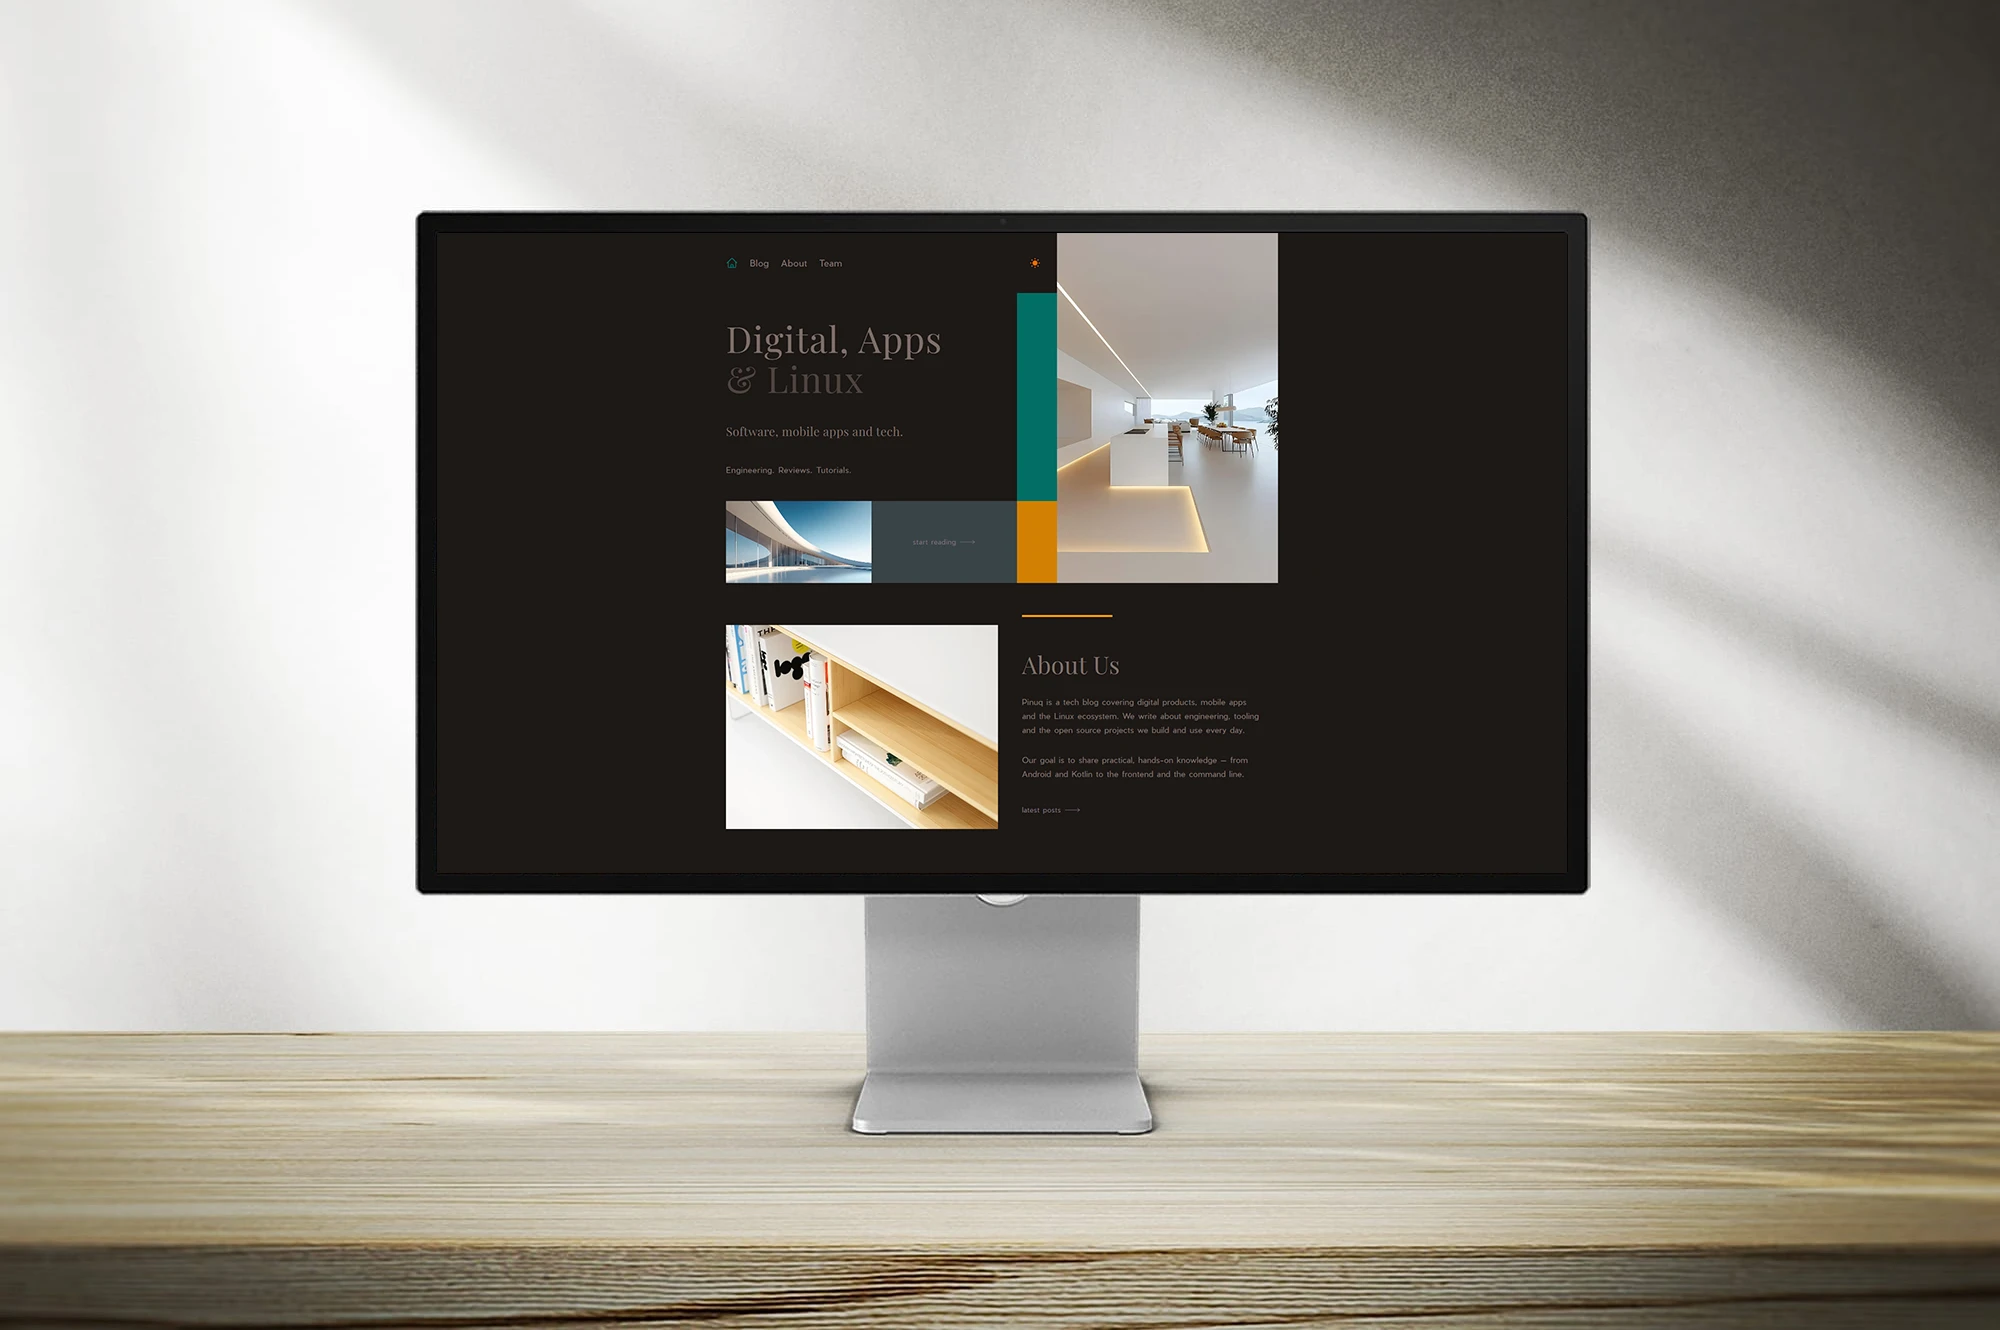 Blog About Team
Digital, Apps
& Linux
Software, mobile apps and tech.
Engineering. Reviews. Tutorials.
start reading ⟶
About Us
Pinuq is a tech blog covering digital products, mobile apps
and the Linux ecosystem. We write about engineering, tooling
and the open source projects we build and use every day.
Our goal is to share practical, hands-on knowledge – from
Android and Kotlin to the frontend and the command line.
latest posts ⟶